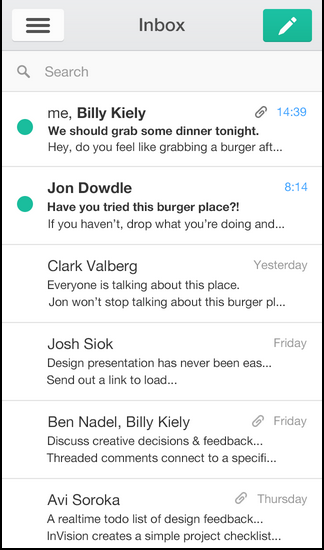 Inbox
Search
me, Billy Kiely 14:39
We should grab some dinner tonight.
Hey, do you feel like grabbing a burger aft...
Jon Dowdle 8:14
Have you tried this burger place?!
If you haven't, drop what you're doing and...
Clark Valberg Yesterday
Everyone is talking about this place.
Jon won't stop talking about this burger pl...
Josh Siok Friday
Design presentation has never been eas...
Send out a link to load...
Ben Nadel, Billy Kiely Friday
Discuss creative decisions & feedback...
Threaded comments connect to a specifi...
Avi Soroka Thursday
A realtime todo list of design feedback...
InVision creates a simple project checklist...